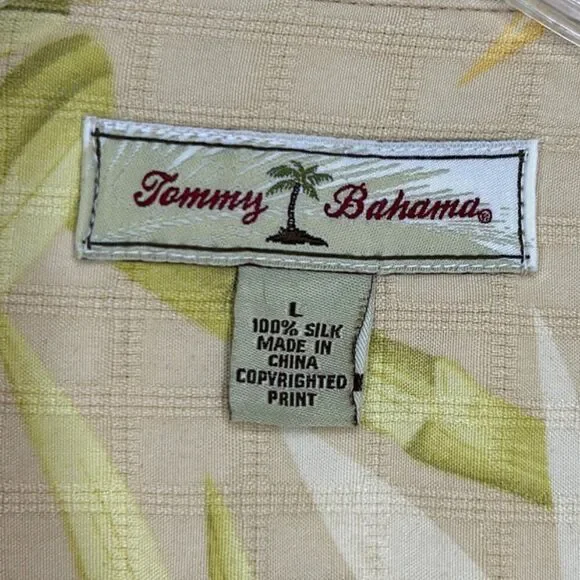 Tommy Bahama®
L
100% SILK
MADE IN
CHINA
COPYRIGHTED
PRINT